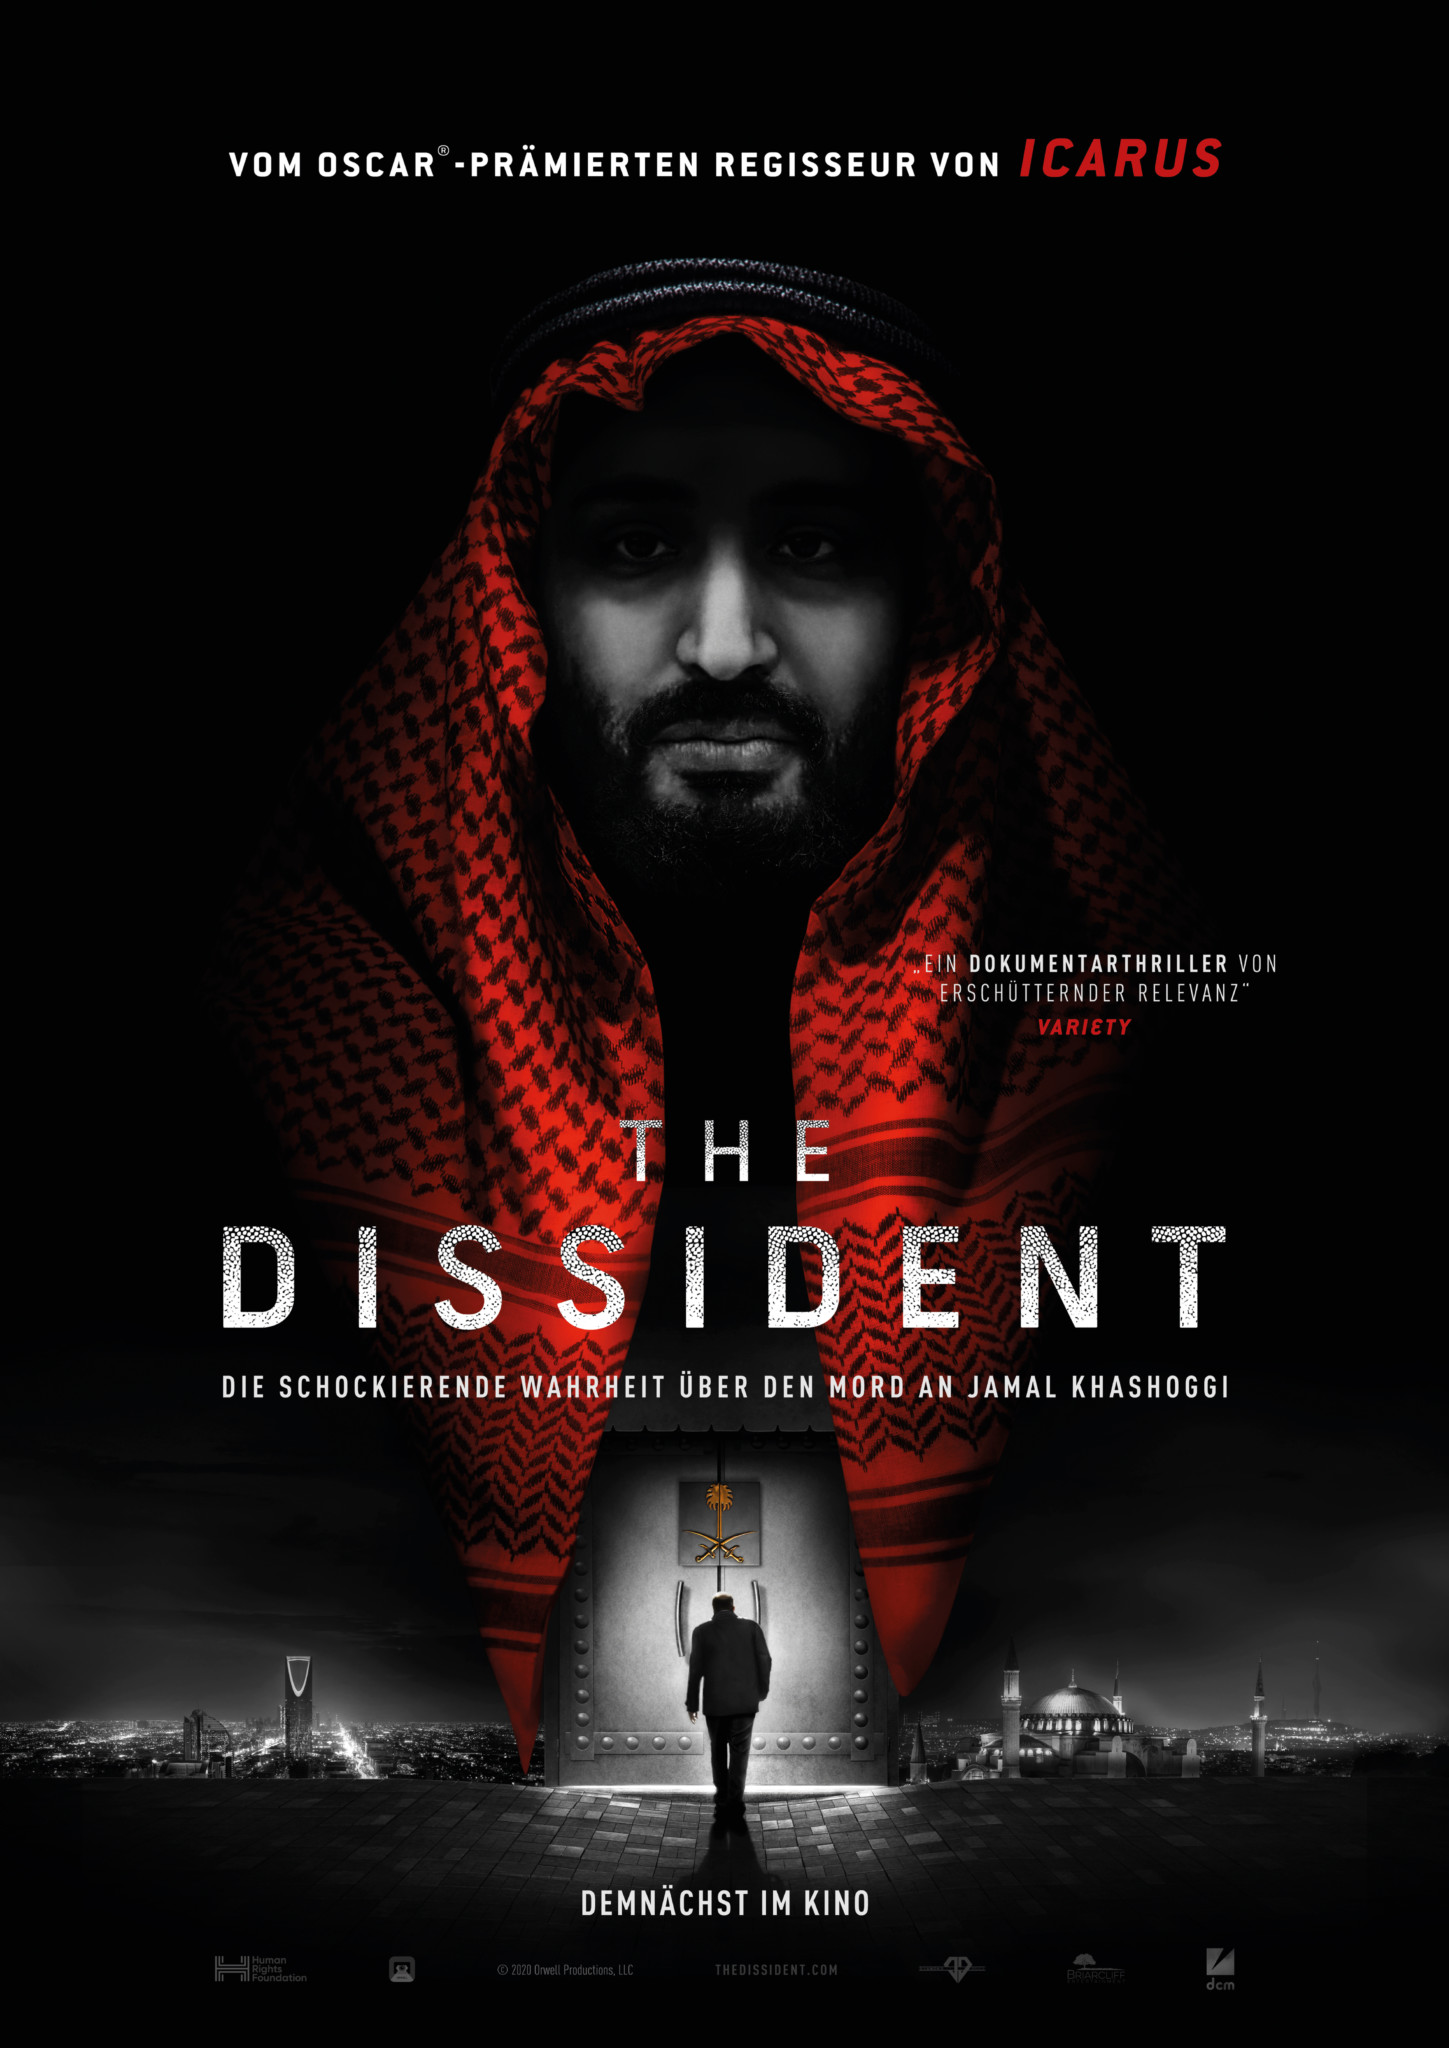 VOM OSCAR®-PRÄMIERTEN REGISSEUR VON ICARUS
„EIN DOKUMENTARTHRILLER VON
ERSCHÜTTERNDER RELEVANZ“
VARIETY
THE
DISSIDENT
DIE SCHOCKIERENDE WAHRHEIT ÜBER DEN MORD AN JAMAL KHASHOGGI
DEMNÄCHST IM KINO
Human
Rights
Foundation
© 2020 Orwell Productions, LLC
THEDISSIDENT.COM
BRIARCLIFF
dcm